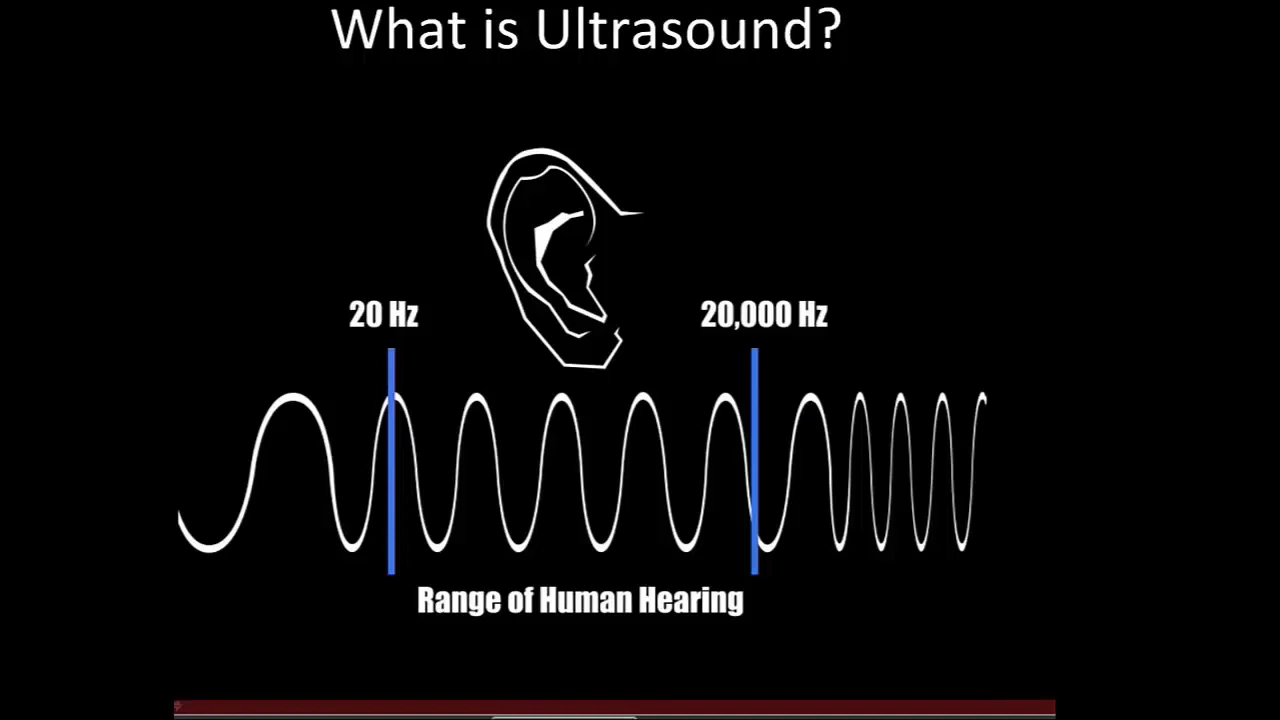 What is Ultrasound?
20 Hz
20,000 Hz
Range of Human Hearing